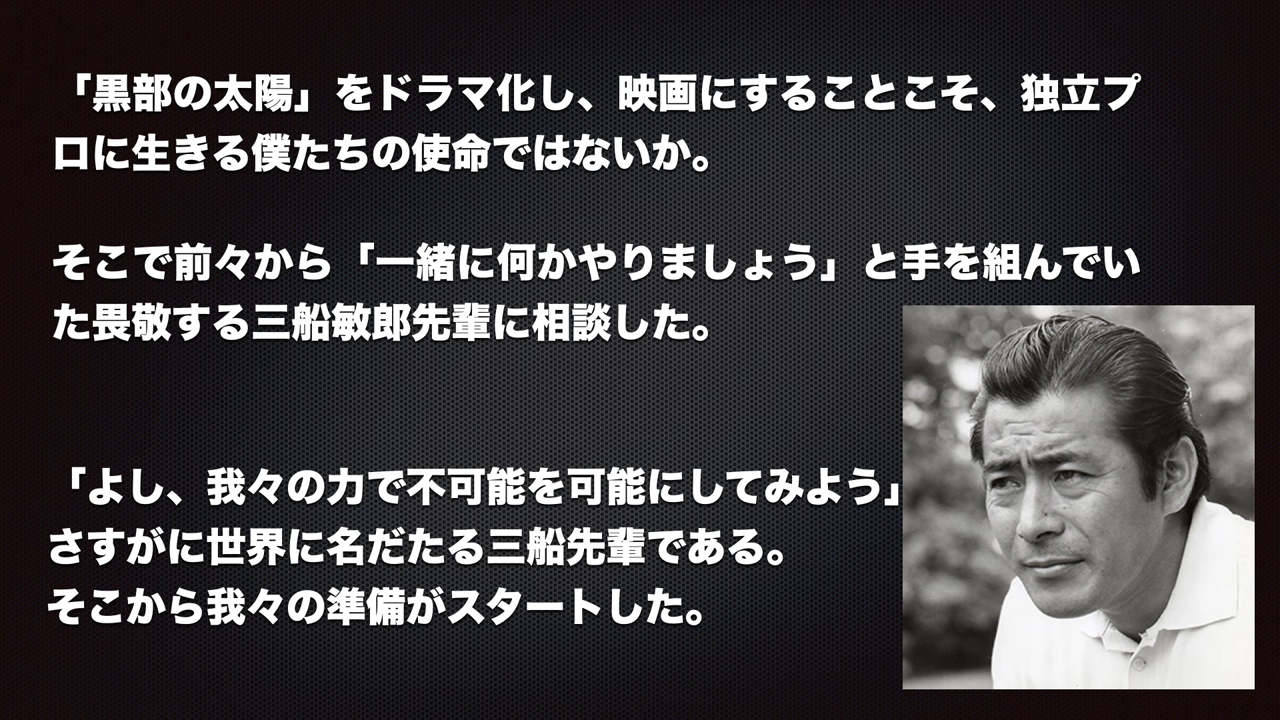 「黒部の太陽」をドラマ化し、映画にすることこそ、独立プ
ロに生きる僕たちの使命ではないか。
そこで前々から「一緒に何かやりましょう」と手を組んでい
た畏敬する三船敏郎先輩に相談した。
「よし、我々の力で不可能を可能にしてみよう」
さすがに世界に名だたる三船先輩である。
そこから我々の準備がスタートした。